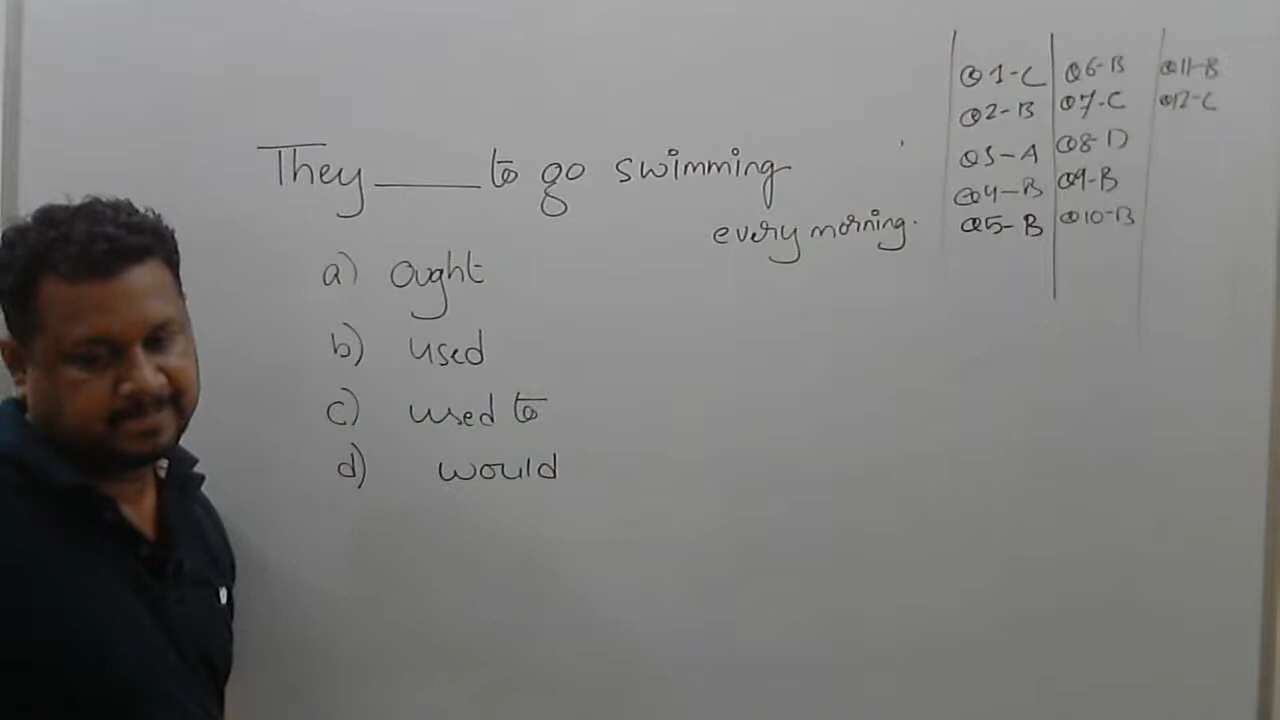 They ____ to go swimming
every morning.
a) ought
b) used
c) used to
d) would
Q1-C
Q2-B
Q3-A
Q4-B
Q5-B
Q6-B
Q7-C
Q8-D
Q9-B
Q10-B
Q11-B
Q12-C